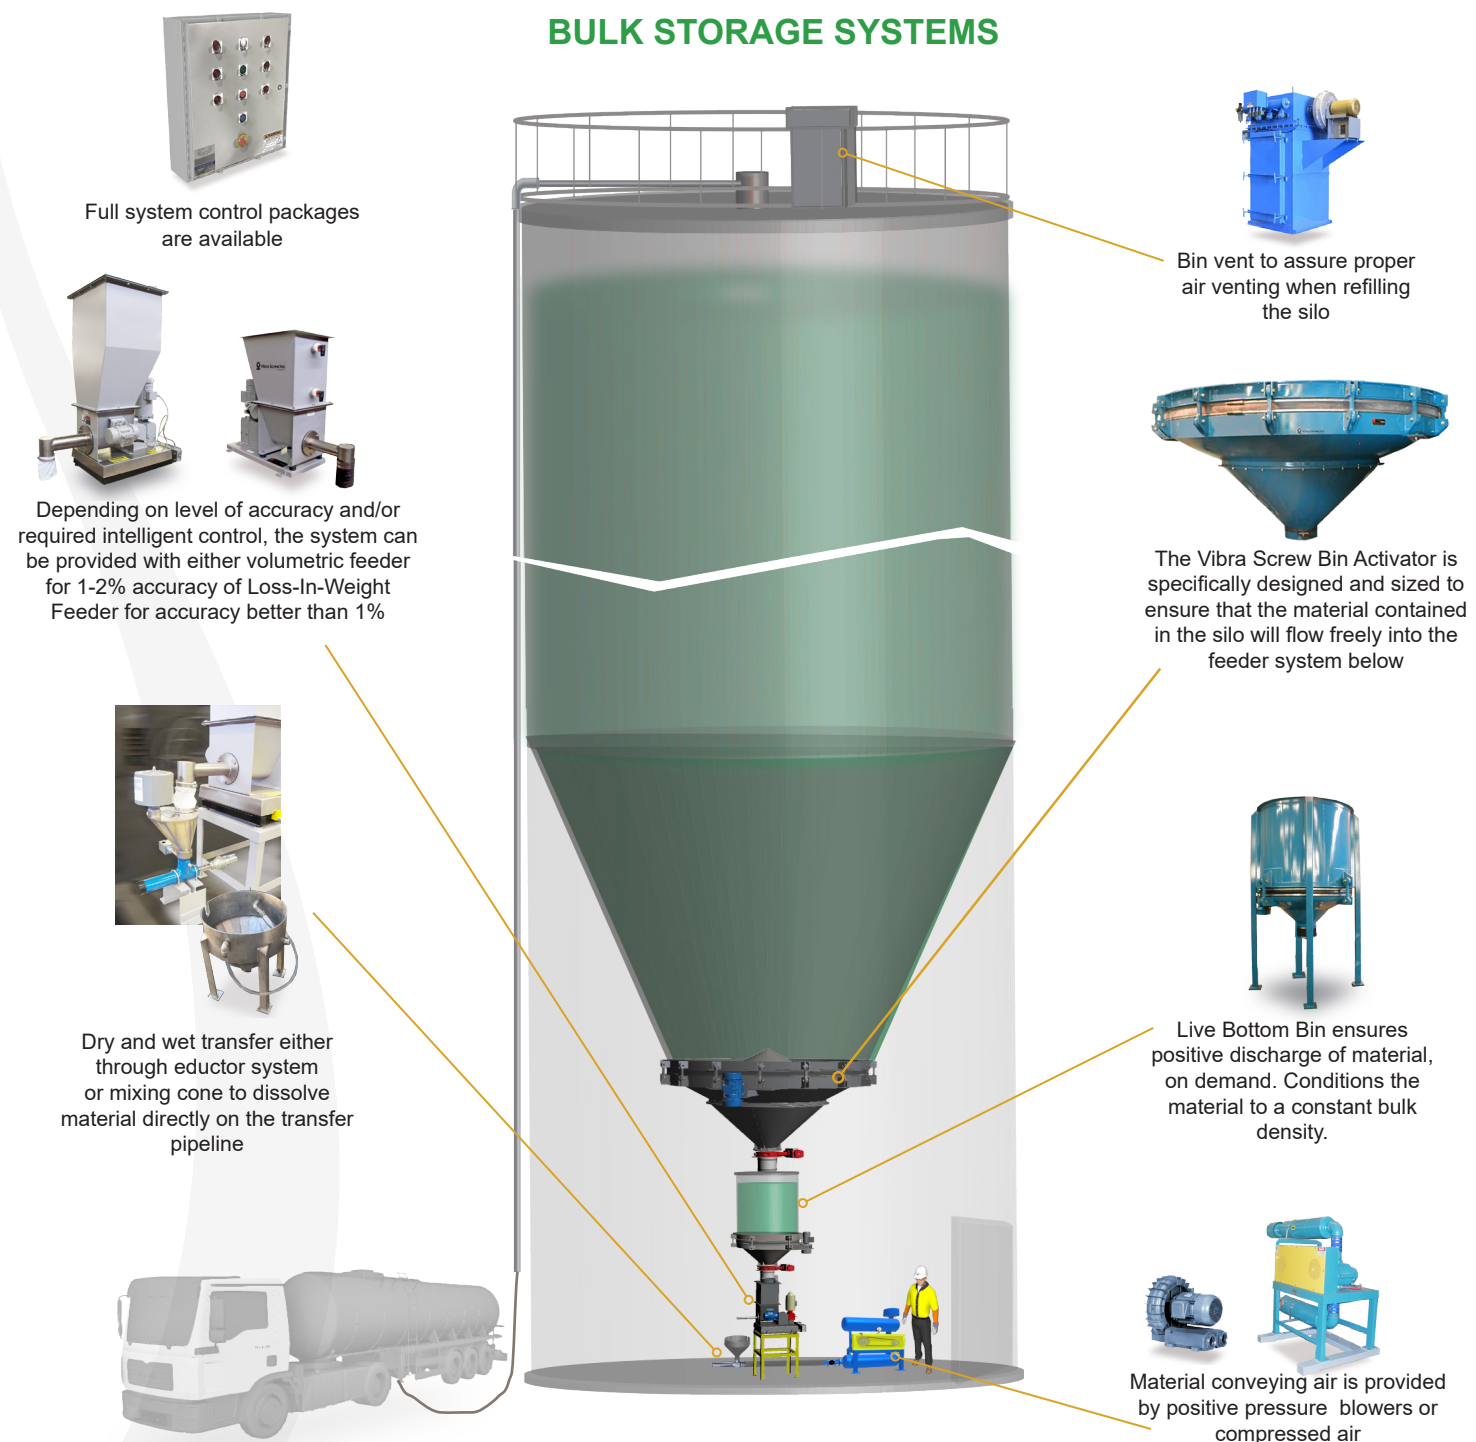 BULK STORAGE SYSTEMS
Full system control packages
are available
Depending on level of accuracy and/or
required intelligent control, the system can
be provided with either volumetric feeder
for 1-2% accuracy of Loss-In-Weight
Feeder for accuracy better than 1%
Dry and wet transfer either
through eductor system
or mixing cone to dissolve
material directly on the transfer
pipeline
Bin vent to assure proper
air venting when refilling
the silo
The Vibra Screw Bin Activator is
specifically designed and sized to
ensure that the material contained
in the silo will flow freely into the
feeder system below
Live Bottom Bin ensures
positive discharge of material,
on demand. Conditions the
material to a constant bulk
density.
Material conveying air is provided
by positive pressure  blowers or
compressed air